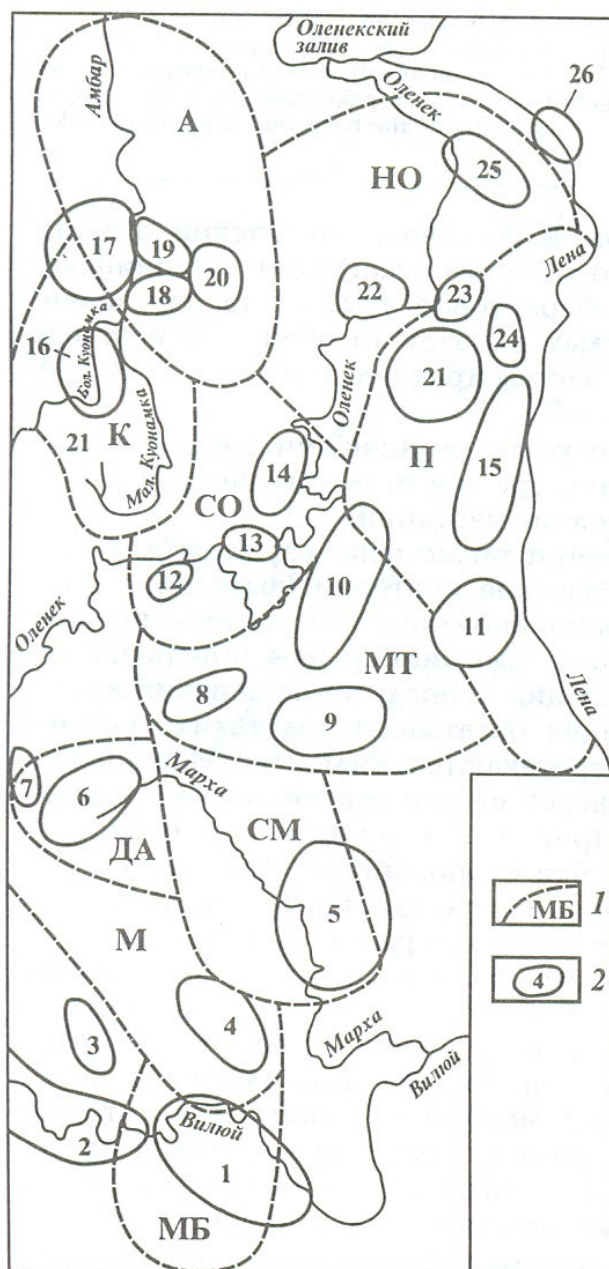 Оленекский
залив
26
Оленек
Амбар
А
25
НО
17
19
Лена
20
22
23
18
24
16
Бол. Куонамка
21
Оленек
21
К
П
Мал. Куонамка
14
15
СО
13
12
10
11
Оленек
МТ
8
9
Лена
Марха
7
6
СМ
ДА
МБ
1
5
М
4
2
4
3
Марха
Вилюй
Вилюй
2
1
МБ